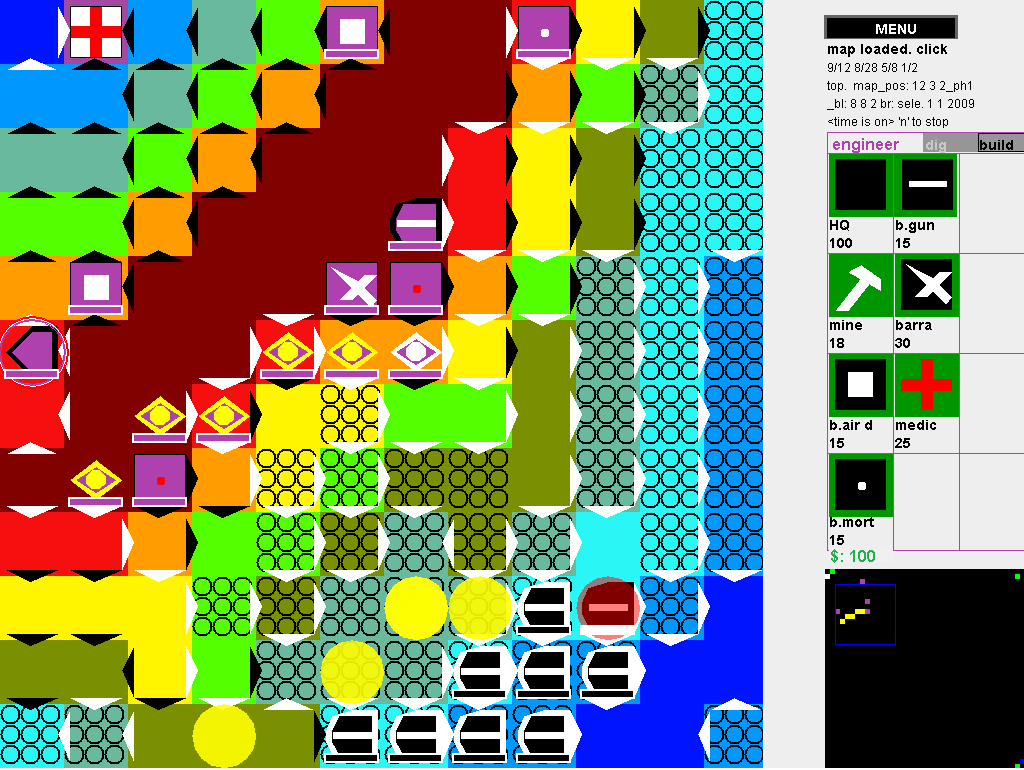 MENU
map loaded. click
9/12 8/28 5/8 1/2
top. map_pos: 12 3 2_ph1
_bl: 8 8 2 br: sele. 1 1 2009
<time is on> 'n' to stop
engineer dig build
HQ b.gun
100 15
mine barra
18 30
b.air d medic
15 25
b.mort
15
$: 100